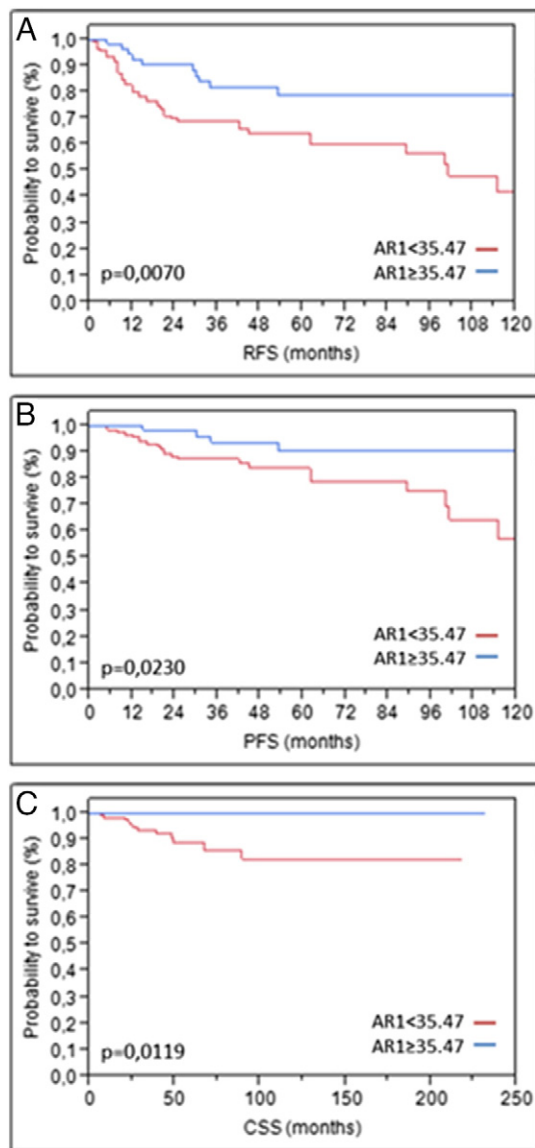 A
Probability to survive (%)
1,0
0,9
0,8
0,7
0,6
0,5
0,4
0,3
0,2
0,1
0,0
AR1<35.47
AR1≥35.47
p=0,0070
0 12 24 36 48 60 72 84 96 108 120
RFS (months)
B
Probability to survive (%)
1,0
0,9
0,8
0,7
0,6
0,5
0,4
0,3
0,2
0,1
0,0
AR1<35.47
AR1≥35.47
p=0,0230
0 12 24 36 48 60 72 84 96 108 120
PFS (months)
C
Probability to survive (%)
1,0
0,9
0,8
0,7
0,6
0,5
0,4
0,3
0,2
0,1
0,0
AR1<35.47
AR1≥35.47
p=0,0119
0 50 100 150 200 250
CSS (months)